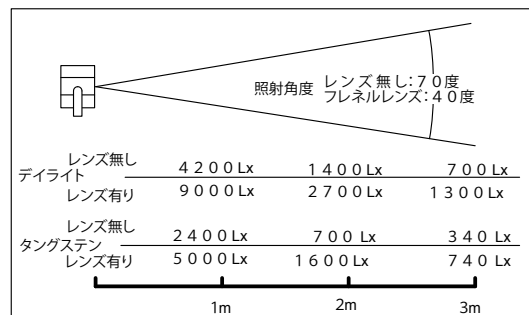 照射角度 レンズ無し:70度
フレネルレンズ:40度
レンズ無し 4200Lx 1400Lx 700Lx
デイライト
レンズ有り 9000Lx 2700Lx 1300Lx
レンズ無し 2400Lx 700Lx 340Lx
タングステン
レンズ有り 5000Lx 1600Lx 740Lx
1m 2m 3m